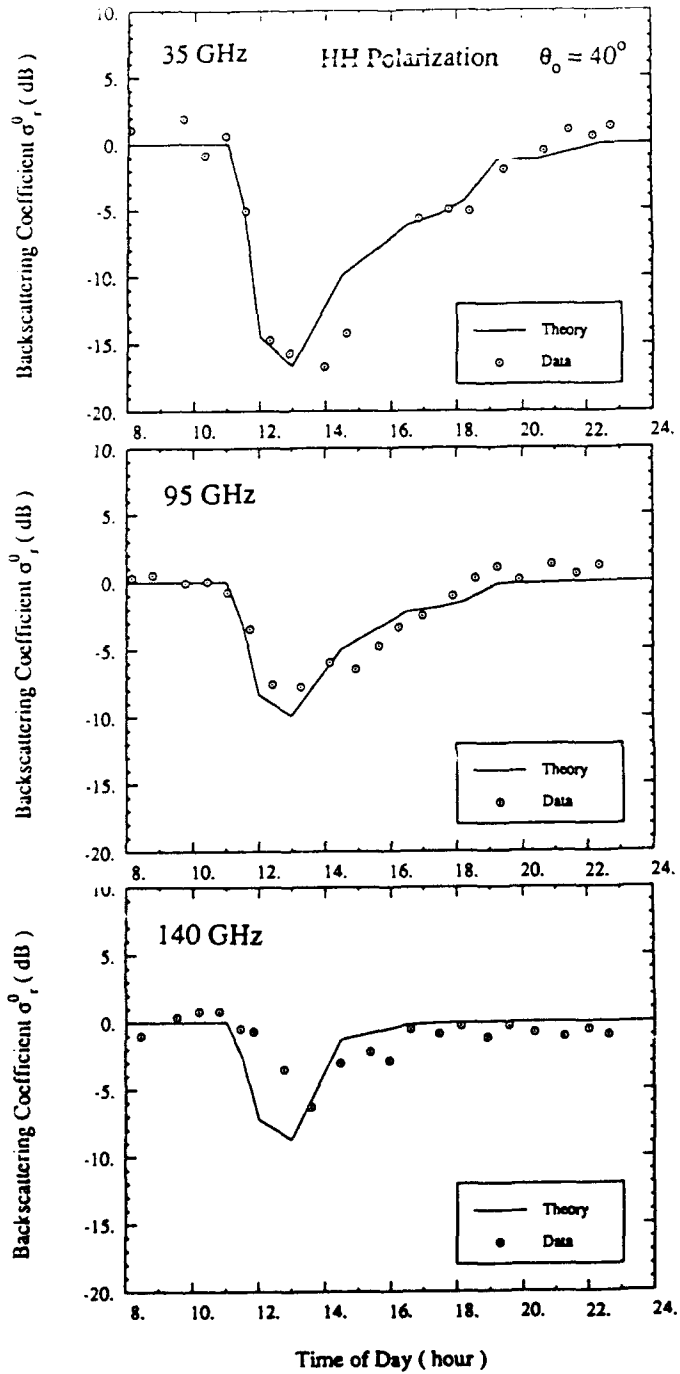 35 GHz HH Polarization θo = 40°
Backscattering Coefficient σ⁰r ( dB )
10.
5.
0.
-5.
-10.
-15.
-20.
Theory
Data
8. 10. 12. 14. 16. 18. 20. 22. 24.
95 GHz
Backscattering Coefficient σ⁰r ( dB )
10.
5.
0.
-5.
-10.
-15.
-20.
Theory
Data
8. 10. 12. 14. 16. 18. 20. 22. 24.
140 GHz
Backscattering Coefficient σ⁰r ( dB )
10.
5.
0.
-5.
-10.
-15.
-20.
Theory
Data
8. 10. 12. 14. 16. 18. 20. 22. 24.
Time of Day ( hour )